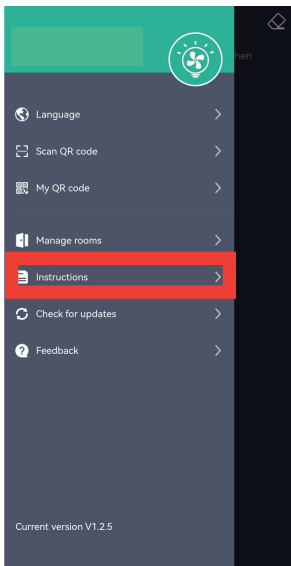 hen
Language
Scan QR code
My QR code
Manage rooms
Instructions
Check for updates
Feedback
Current version V1.2.5